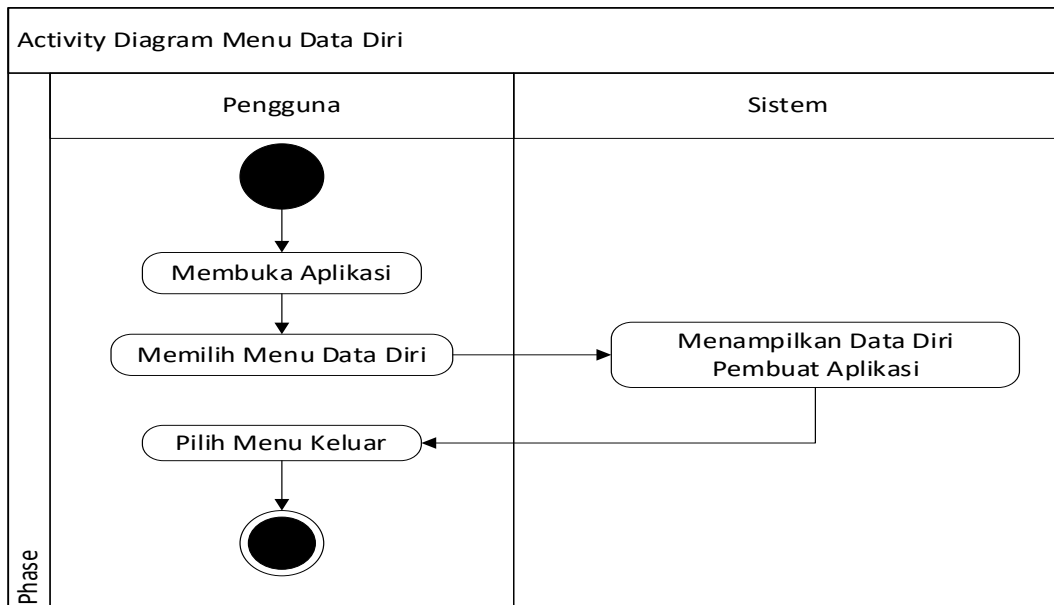 Activity Diagram Menu Data Diri
Pengguna
Sistem
Membuka Aplikasi
Memilih Menu Data Diri
Menampilkan Data Diri
Pembuat Aplikasi
Pilih Menu Keluar
Phase